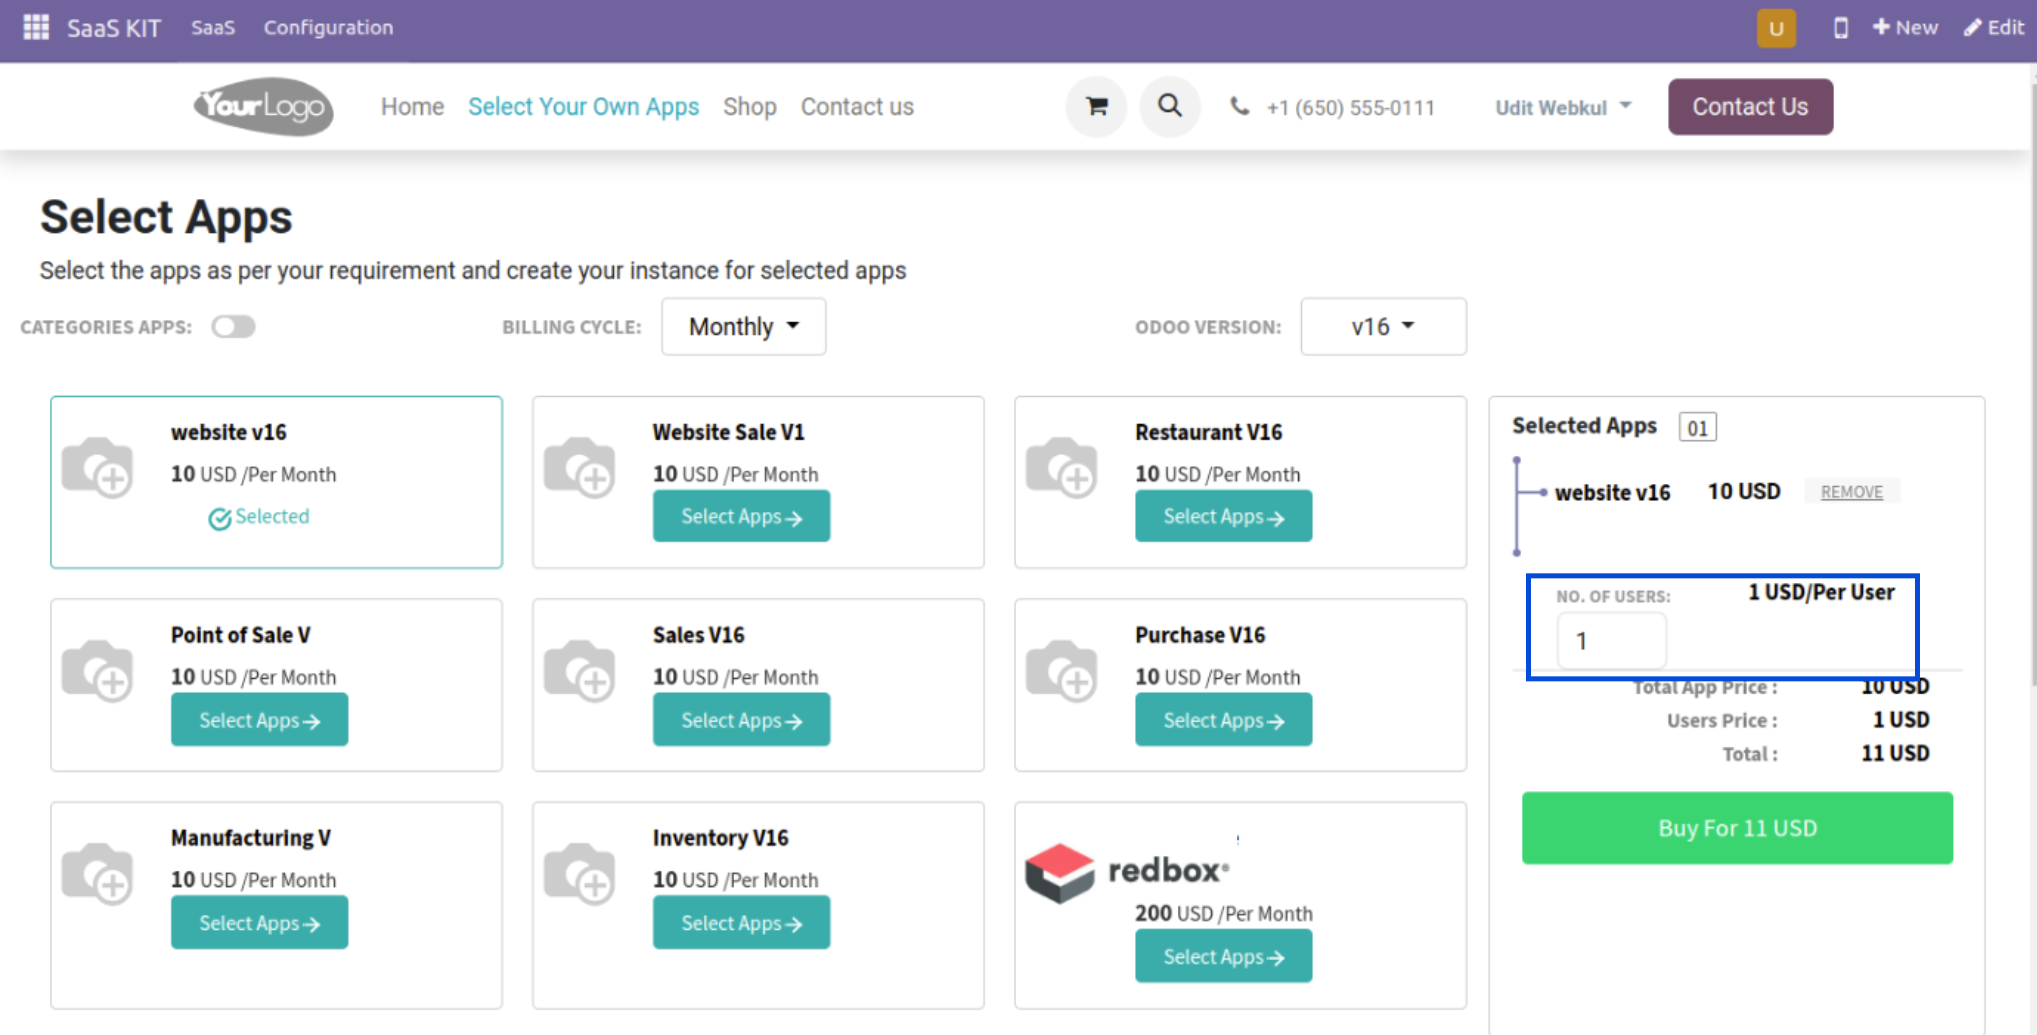 SaaS KIT SaaS Configuration U New Edit
YourLogo Home Select Your Own Apps Shop Contact us +1 (650) 555-0111 Udit Webkul Contact Us
Select Apps
Select the apps as per your requirement and create your instance for selected apps
CATEGORIES APPS: BILLING CYCLE: Monthly ODOO VERSION: v16
website v16
10 USD /Per Month
Selected
Website Sale V1
10 USD /Per Month
Select Apps→
Restaurant V16
10 USD /Per Month
Select Apps→
Point of Sale V
10 USD /Per Month
Select Apps→
Sales V16
10 USD /Per Month
Select Apps→
Purchase V16
10 USD /Per Month
Select Apps→
Manufacturing V
10 USD /Per Month
Select Apps→
Inventory V16
10 USD /Per Month
Select Apps→
redbox®
200 USD /Per Month
Select Apps→
Selected Apps 01
website v16 10 USD REMOVE
NO. OF USERS: 1 USD/Per User
1
Total App Price : 10 USD
Users Price : 1 USD
Total : 11 USD
Buy For 11 USD